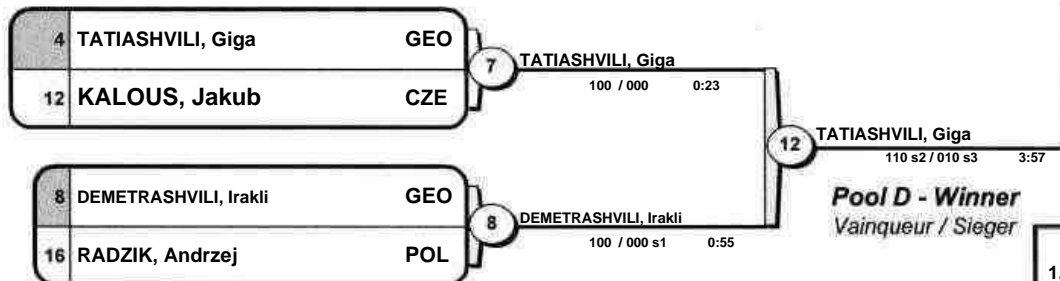 4 TATIASHVILI, Giga GEO
12 KALOUS, Jakub CZE
7
TATIASHVILI, Giga
100 / 000 0:23
8 DEMETRASHVILI, Irakli GEO
16 RADZIK, Andrzej POL
8
DEMETRASHVILI, Irakli
100 / 000 s1 0:55
12
TATIASHVILI, Giga
110 s2 / 010 s3 3:57
Pool D - Winner
Vainqueur / Sieger
1.